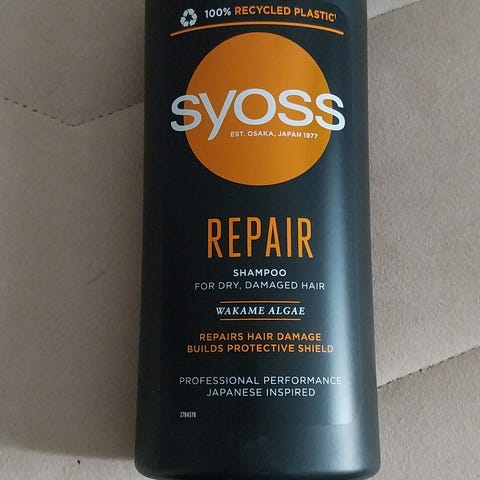 100% RECYCLED PLASTIC¹
syoss
EST. OSAKA, JAPAN 1977
REPAIR
SHAMPOO
FOR DRY, DAMAGED HAIR
WAKAME ALGAE
REPAIRS HAIR DAMAGE
BUILDS PROTECTIVE SHIELD
PROFESSIONAL PERFORMANCE
JAPANESE INSPIRED